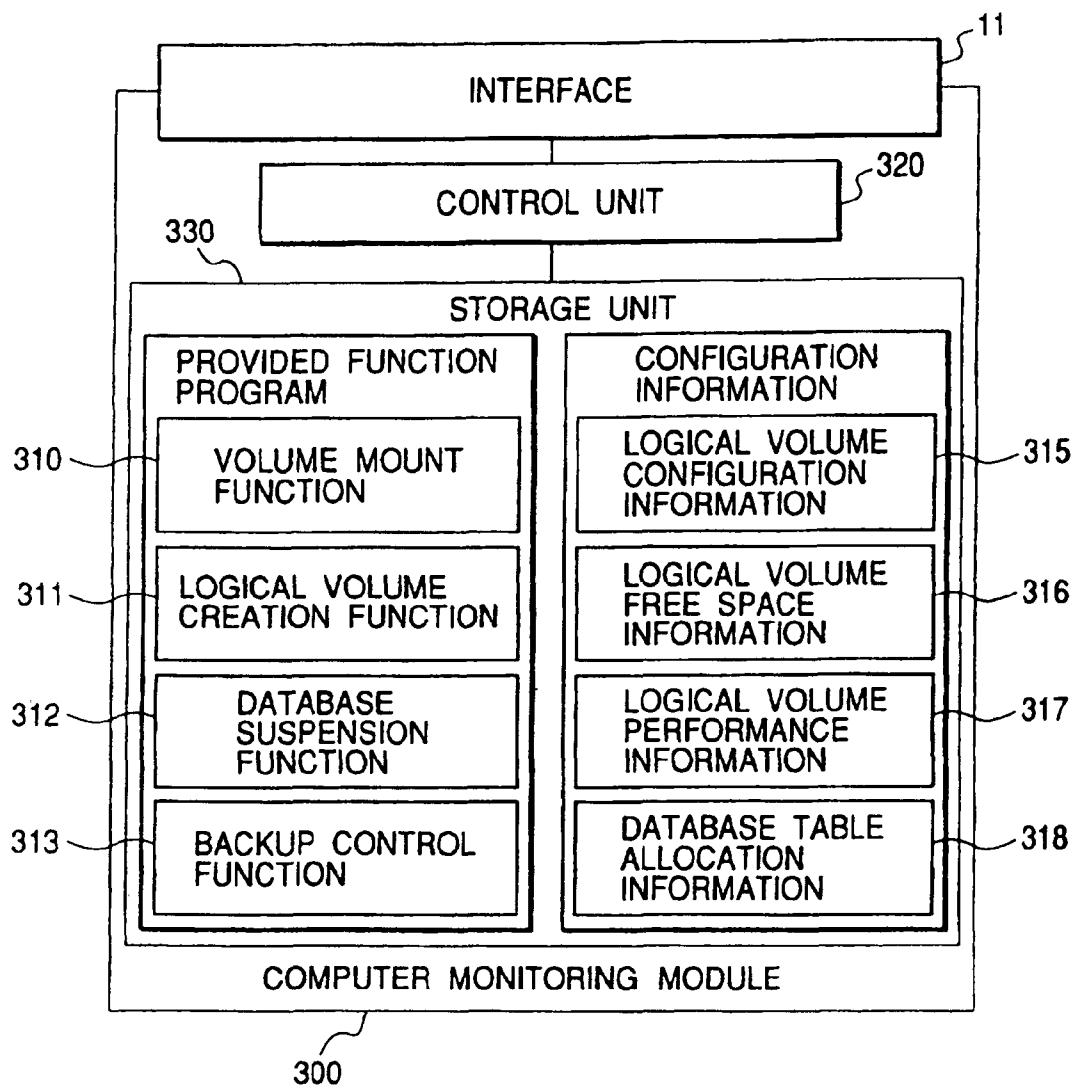 11
INTERFACE
320
CONTROL UNIT
330
STORAGE UNIT
PROVIDED FUNCTION
PROGRAM
310
VOLUME MOUNT
FUNCTION
311
LOGICAL VOLUME
CREATION FUNCTION
312
DATABASE
SUSPENSION
FUNCTION
313
BACKUP CONTROL
FUNCTION
CONFIGURATION
INFORMATION
LOGICAL VOLUME
CONFIGURATION
INFORMATION
315
LOGICAL VOLUME
FREE SPACE
INFORMATION
316
LOGICAL VOLUME
PERFORMANCE
INFORMATION
317
DATABASE TABLE
ALLOCATION
INFORMATION
318
COMPUTER MONITORING MODULE
300